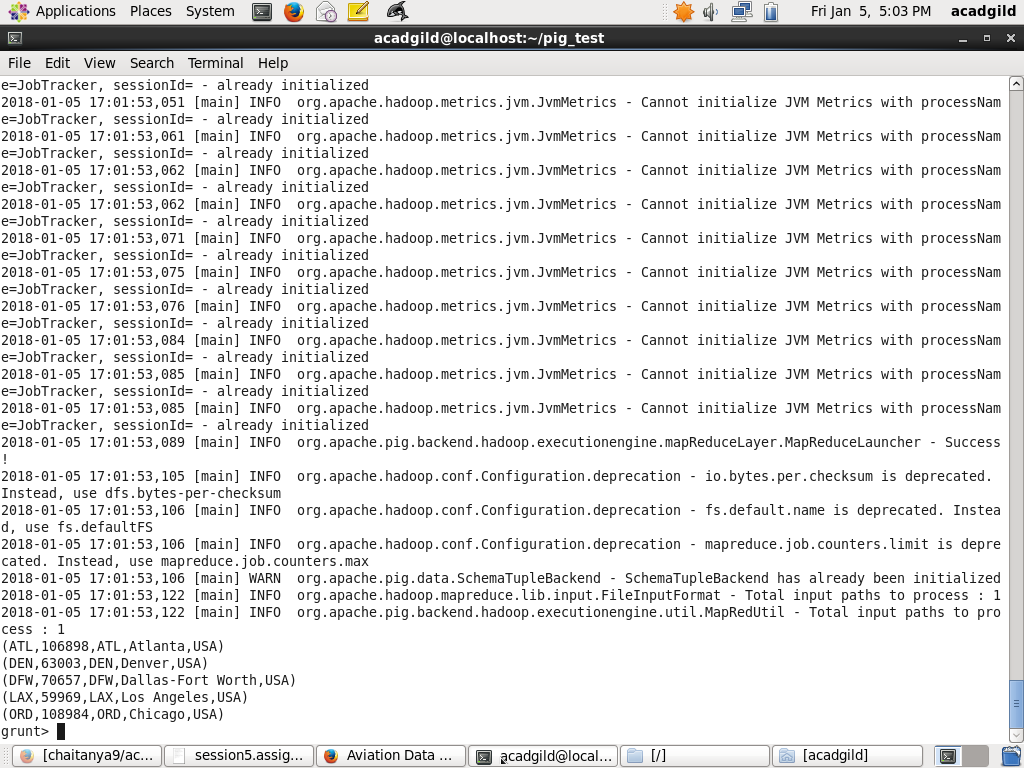 Applications Places System Fri Jan 5, 5:03 PM acadgild
acadgild@localhost:~/pig_test
File Edit View Search Terminal Help
e=JobTracker, sessionId= - already initialized
2018-01-05 17:01:53,051 [main] INFO  org.apache.hadoop.metrics.jvm.JvmMetrics - Cannot initialize JVM Metrics with processNam
e=JobTracker, sessionId= - already initialized
2018-01-05 17:01:53,061 [main] INFO  org.apache.hadoop.metrics.jvm.JvmMetrics - Cannot initialize JVM Metrics with processNam
e=JobTracker, sessionId= - already initialized
2018-01-05 17:01:53,062 [main] INFO  org.apache.hadoop.metrics.jvm.JvmMetrics - Cannot initialize JVM Metrics with processNam
e=JobTracker, sessionId= - already initialized
2018-01-05 17:01:53,062 [main] INFO  org.apache.hadoop.metrics.jvm.JvmMetrics - Cannot initialize JVM Metrics with processNam
e=JobTracker, sessionId= - already initialized
2018-01-05 17:01:53,071 [main] INFO  org.apache.hadoop.metrics.jvm.JvmMetrics - Cannot initialize JVM Metrics with processNam
e=JobTracker, sessionId= - already initialized
2018-01-05 17:01:53,075 [main] INFO  org.apache.hadoop.metrics.jvm.JvmMetrics - Cannot initialize JVM Metrics with processNam
e=JobTracker, sessionId= - already initialized
2018-01-05 17:01:53,076 [main] INFO  org.apache.hadoop.metrics.jvm.JvmMetrics - Cannot initialize JVM Metrics with processNam
e=JobTracker, sessionId= - already initialized
2018-01-05 17:01:53,084 [main] INFO  org.apache.hadoop.metrics.jvm.JvmMetrics - Cannot initialize JVM Metrics with processNam
e=JobTracker, sessionId= - already initialized
2018-01-05 17:01:53,085 [main] INFO  org.apache.hadoop.metrics.jvm.JvmMetrics - Cannot initialize JVM Metrics with processNam
e=JobTracker, sessionId= - already initialized
2018-01-05 17:01:53,085 [main] INFO  org.apache.hadoop.metrics.jvm.JvmMetrics - Cannot initialize JVM Metrics with processNam
e=JobTracker, sessionId= - already initialized
2018-01-05 17:01:53,089 [main] INFO  org.apache.pig.backend.hadoop.executionengine.mapReduceLayer.MapReduceLauncher - Success
!
2018-01-05 17:01:53,105 [main] INFO  org.apache.hadoop.conf.Configuration.deprecation - io.bytes.per.checksum is deprecated.
Instead, use dfs.bytes-per-checksum
2018-01-05 17:01:53,106 [main] INFO  org.apache.hadoop.conf.Configuration.deprecation - fs.default.name is deprecated. Instea
d, use fs.defaultFS
2018-01-05 17:01:53,106 [main] INFO  org.apache.hadoop.conf.Configuration.deprecation - mapreduce.job.counters.limit is depre
cated. Instead, use mapreduce.job.counters.max
2018-01-05 17:01:53,106 [main] WARN  org.apache.pig.data.SchemaTupleBackend - SchemaTupleBackend has already been initialized
2018-01-05 17:01:53,122 [main] INFO  org.apache.hadoop.mapreduce.lib.input.FileInputFormat - Total input paths to process : 1
2018-01-05 17:01:53,122 [main] INFO  org.apache.pig.backend.hadoop.executionengine.util.MapRedUtil - Total input paths to pro
cess : 1
(ATL,106898,ATL,Atlanta,USA)
(DEN,63003,DEN,Denver,USA)
(DFW,70657,DFW,Dallas-Fort Worth,USA)
(LAX,59969,LAX,Los Angeles,USA)
(ORD,108984,ORD,Chicago,USA)
grunt>
[chaitanya9/ac... session5.assig... Aviation Data ... acadgild@local... [/] [acadgild]